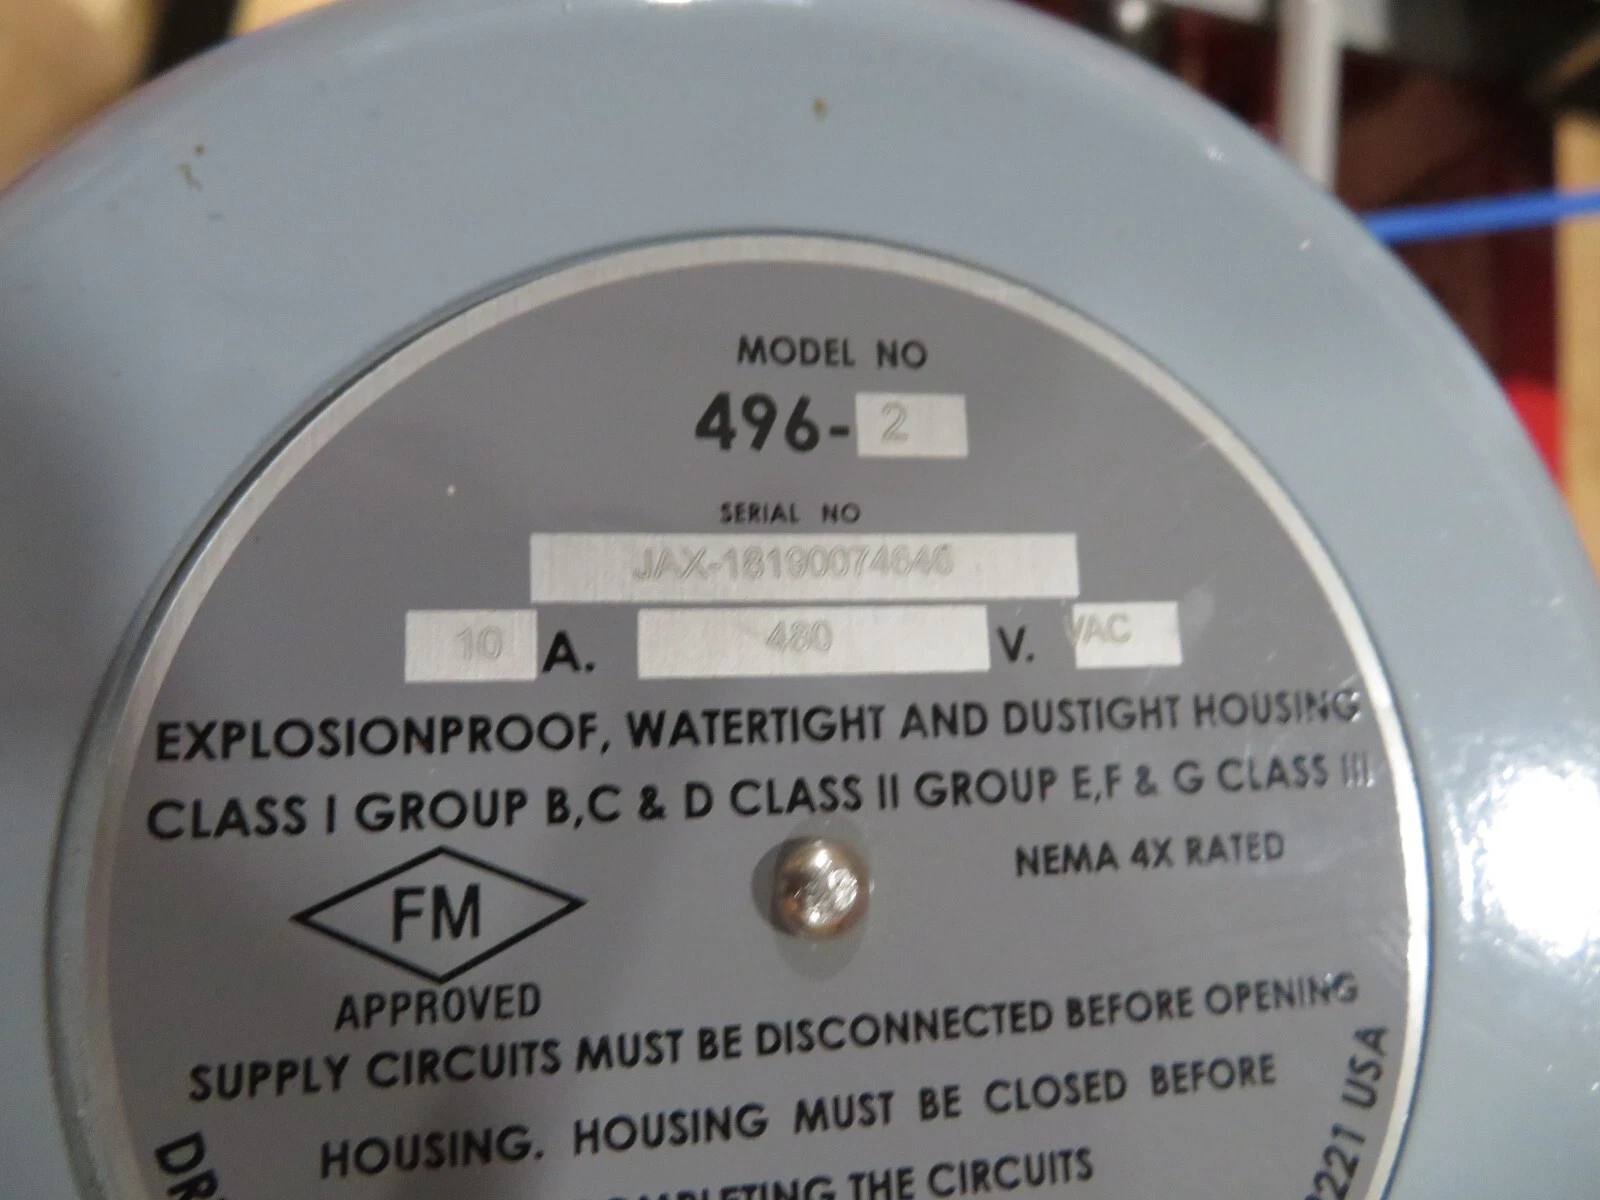 MODEL NO
496-2
SERIAL NO
JAX-18190074646
10 A. 480 V. VAC
EXPLOSIONPROOF, WATERTIGHT AND DUSTIGHT HOUSING
CLASS I GROUP B,C & D CLASS II GROUP E,F & G CLASS III
NEMA 4X RATED
FM
APPROVED
SUPPLY CIRCUITS MUST BE DISCONNECTED BEFORE OPENING
HOUSING. HOUSING MUST BE CLOSED BEFORE
THE CIRCUITS
USA